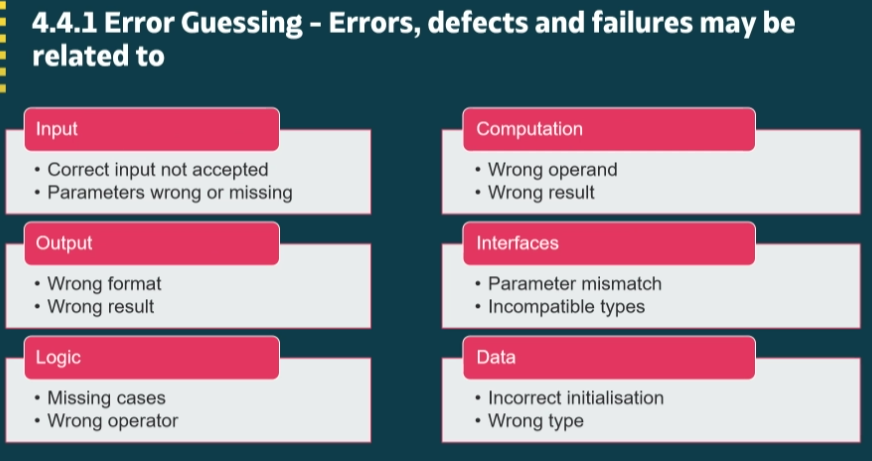 4.4.1 Error Guessing – Errors, defects and failures may be
related to
Input
• Correct input not accepted
• Parameters wrong or missing
Output
• Wrong format
• Wrong result
Logic
• Missing cases
• Wrong operator
Computation
• Wrong operand
• Wrong result
Interfaces
• Parameter mismatch
• Incompatible types
Data
• Incorrect initialisation
• Wrong type